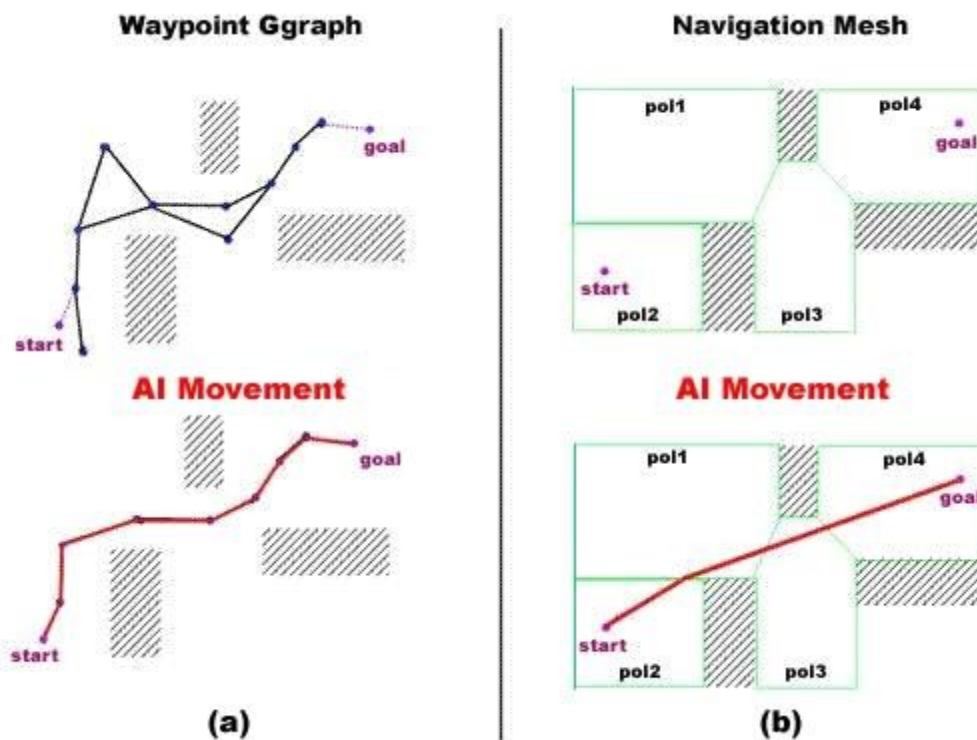 Waypoint Ggraph
goal
start
AI Movement
goal
start
(a)
Navigation Mesh
pol1
pol4
goal
start
pol2
pol3
AI Movement
pol1
pol4
goal
start
pol2
pol3
(b)